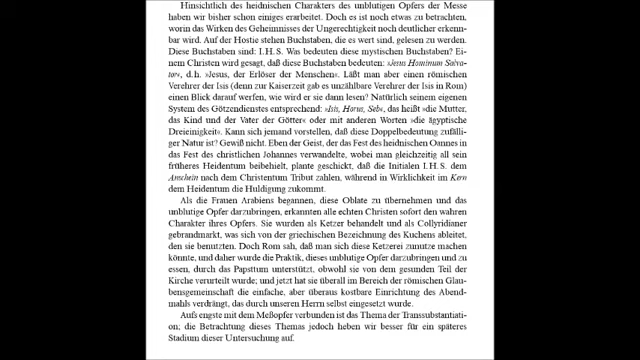 Hinsichtlich des heidnischen Charakters des unblutigen Opfers der Messe
haben wir bisher schon einiges erarbeitet. Doch es ist noch etwas zu betrachten,
worin das Wirken des Geheimnisses der Ungerechtigkeit noch deutlicher erkenn-
bar wird. Auf der Hostie stehen Buchstaben, die es wert sind, gelesen zu werden.
Diese Buchstaben sind: I.H.S. Was bedeuten diese mystischen Buchstaben? Ei-
nem Christen wird gesagt, daß diese Buchstaben bedeuten: »Jesus Hominum Salva-
tor«, d.h. »Jesus, der Erlöser der Menschen«. Läßt man aber einen römischen
Verehrer der Isis (denn zur Kaiserzeit gab es unzählbare Verehrer der Isis in Rom)
einen Blick darauf werfen, wie wird er sie dann lesen? Natürlich seinem eigenen
System des Götzendienstes entsprechend: »Isis, Horus, Seb«, das heißt »die Mutter,
das Kind und der Vater der Götter« oder mit anderen Worten »die ägyptische
Dreieinigkeit«. Kann sich jemand vorstellen, daß diese Doppelbedeutung zufälli-
ger Natur ist? Gewiß nicht. Eben der Geist, der das Fest des heidnischen Oannes in
das Fest des christlichen Johannes verwandelte, wobei man gleichzeitig all sein
früheres Heidentum beibehielt, plante geschickt, daß die Initialen I.H.S. dem
Anschein nach dem Christentum Tribut zahlen, während in Wirklichkeit im Kern
dem Heidentum die Huldigung zukommt.
Als die Frauen Arabiens begannen, diese Oblate zu übernehmen und das
unblutige Opfer darzubringen, erkannten alle echten Christen sofort den wahren
Charakter ihres Opfers. Sie wurden als Ketzer behandelt und als Collyridianer
gebrandmarkt, was sich von der griechischen Bezeichnung des Kuchens ableitet,
den sie benutzten. Doch Rom sah, daß man sich diese Ketzerei zunutze machen
könnte, und daher wurde die Praktik, dieses unblutige Opfer darzubringen und zu
essen, durch das Papsttum unterstützt, obwohl sie von dem gesunden Teil der
Kirche verurteilt wurde; und jetzt hat sie überall im Bereich der römischen Glau-
bensgemeinschaft die einfache, aber überaus kostbare Einrichtung des Abend-
mahls verdrängt, das durch unseren Herrn selbst eingesetzt wurde.
Aufs engste mit dem Meßopfer verbunden ist das Thema der Transsubstantiati-
on; die Betrachtung dieses Themas jedoch heben wir besser für ein späteres
Stadium dieser Untersuchung auf.